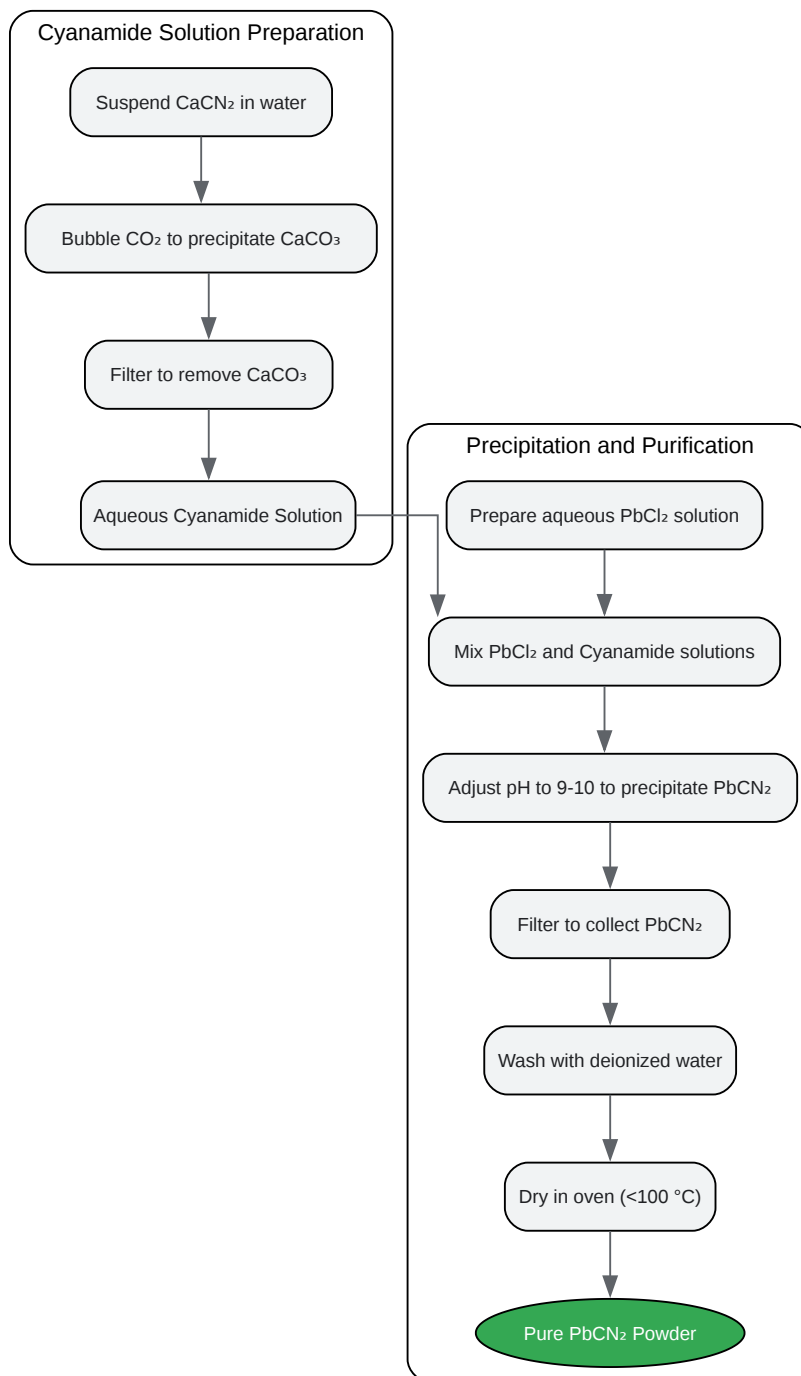 Cyanamide Solution Preparation
Suspend CaCN₂ in water
Bubble CO₂ to precipitate CaCO₃
Filter to remove CaCO₃
Aqueous Cyanamide Solution
Precipitation and Purification
Prepare aqueous PbCl₂ solution
Mix PbCl₂ and Cyanamide solutions
Adjust pH to 9-10 to precipitate PbCN₂
Filter to collect PbCN₂
Wash with deionized water
Dry in oven (<100 °C)
Pure PbCN₂ Powder